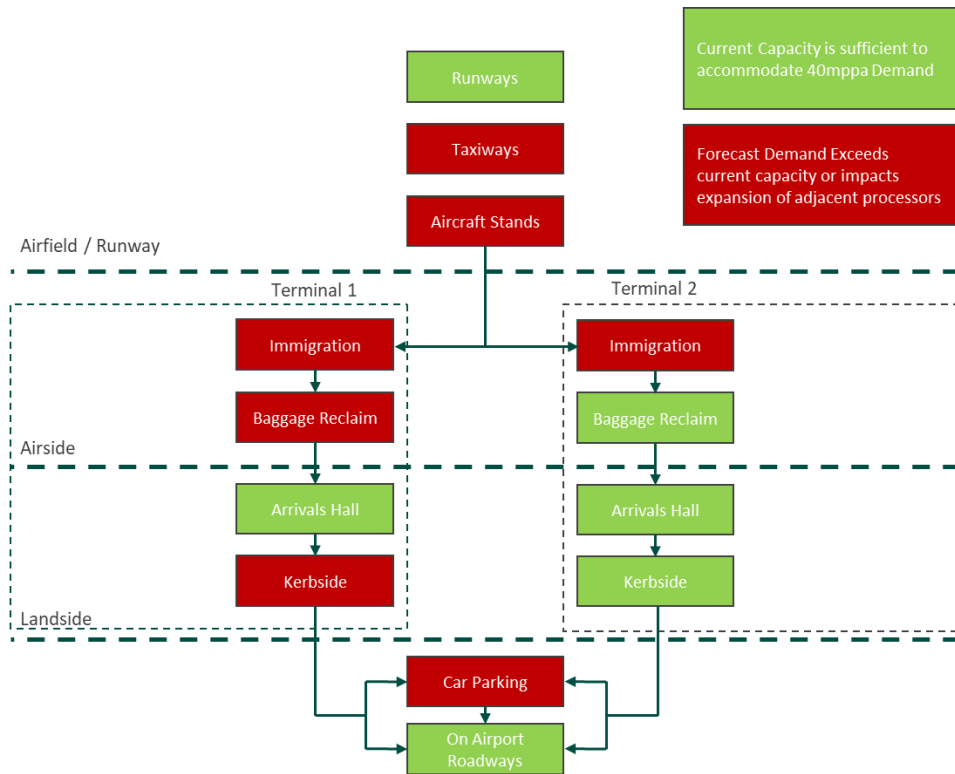 Runways
Current Capacity is sufficient to
accommodate 40mppa Demand
Taxiways
Forecast Demand Exceeds
current capacity or impacts
expansion of adjacent processors
Aircraft Stands
Airfield / Runway
Terminal 1
Terminal 2
Immigration
Immigration
Baggage Reclaim
Baggage Reclaim
Airside
Arrivals Hall
Arrivals Hall
Kerbside
Kerbside
Landside
Car Parking
On Airport
Roadways